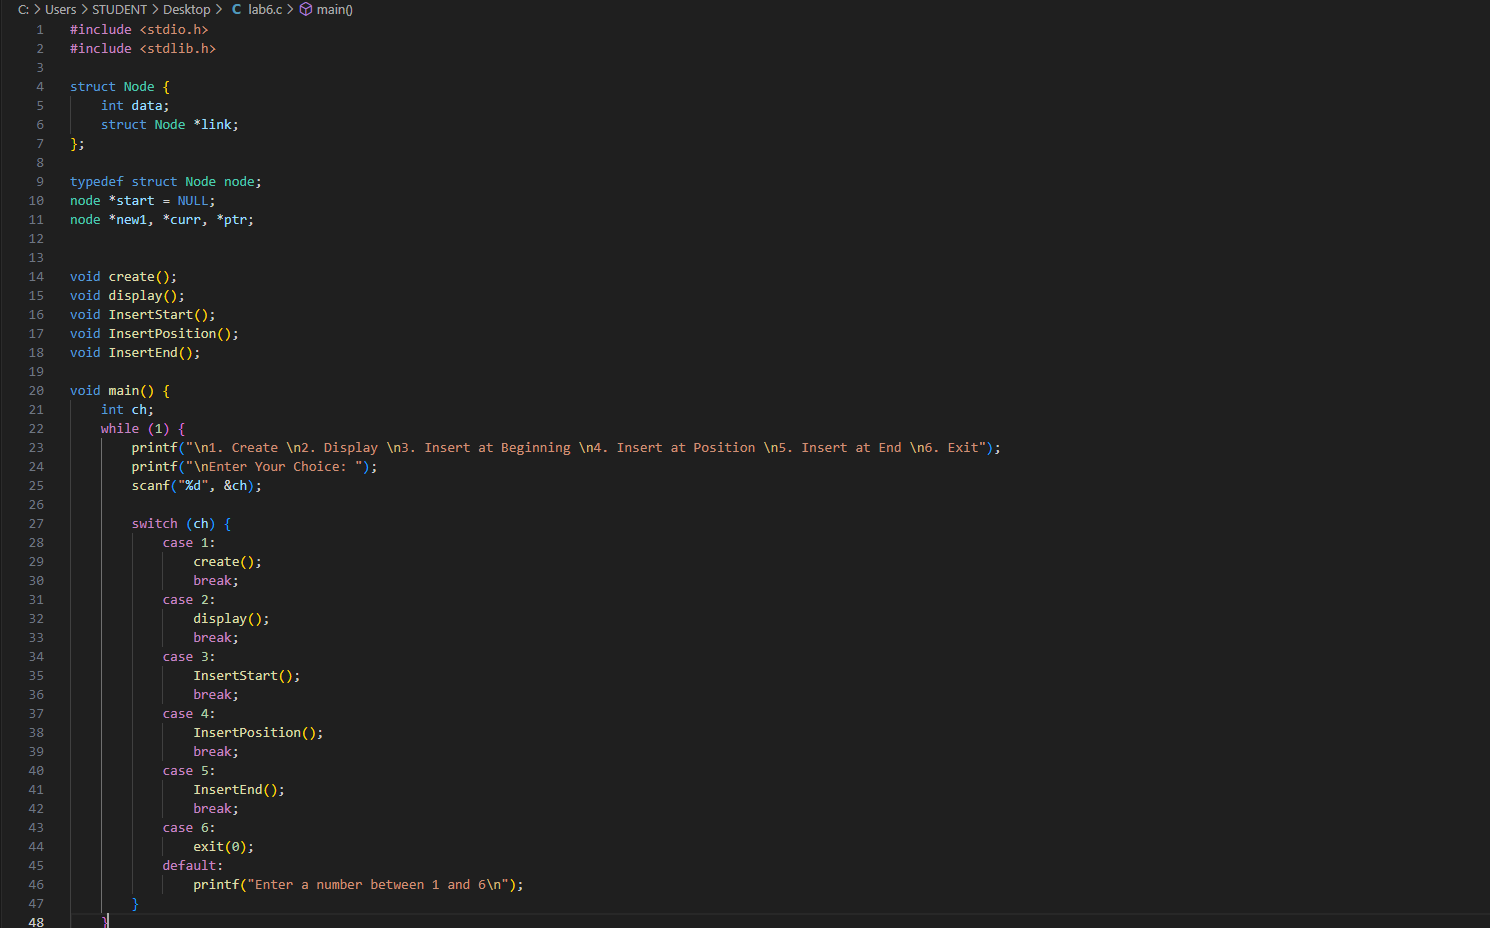 C: > Users > STUDENT > Desktop > C lab6.c > main()
1 #include <stdio.h>
2 #include <stdlib.h>
3
4 struct Node {
5     int data;
6     struct Node *link;
7 };
8
9 typedef struct Node node;
10 node *start = NULL;
11 node *new1, *curr, *ptr;
12
13
14 void create();
15 void display();
16 void InsertStart();
17 void InsertPosition();
18 void InsertEnd();
19
20 void main() {
21     int ch;
22     while (1) {
23         printf("\n1. Create \n2. Display \n3. Insert at Beginning \n4. Insert at Position \n5. Insert at End \n6. Exit");
24         printf("\nEnter Your Choice: ");
25         scanf("%d", &ch);
26
27         switch (ch) {
28             case 1:
29                 create();
30                 break;
31             case 2:
32                 display();
33                 break;
34             case 3:
35                 InsertStart();
36                 break;
37             case 4:
38                 InsertPosition();
39                 break;
40             case 5:
41                 InsertEnd();
42                 break;
43             case 6:
44                 exit(0);
45             default:
46                 printf("Enter a number between 1 and 6\n");
47         }
48     }